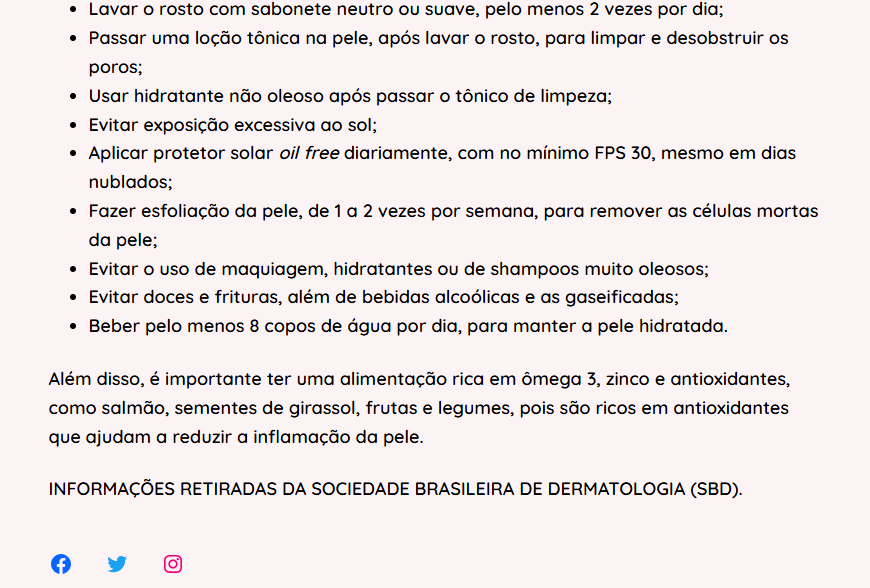 • Lavar o rosto com sabonete neutro ou suave, pelo menos 2 vezes por dia;
• Passar uma loção tônica na pele, após lavar o rosto, para limpar e desobstruir os
poros;
• Usar hidratante não oleoso após passar o tônico de limpeza;
• Evitar exposição excessiva ao sol;
• Aplicar protetor solar oil free diariamente, com no mínimo FPS 30, mesmo em dias
nublados;
• Fazer esfoliação da pele, de 1 a 2 vezes por semana, para remover as células mortas
da pele;
• Evitar o uso de maquiagem, hidratantes ou de shampoos muito oleosos;
• Evitar doces e frituras, além de bebidas alcoólicas e as gaseificadas;
• Beber pelo menos 8 copos de água por dia, para manter a pele hidratada.
Além disso, é importante ter uma alimentação rica em ômega 3, zinco e antioxidantes,
como salmão, sementes de girassol, frutas e legumes, pois são ricos em antioxidantes
que ajudam a reduzir a inflamação da pele.
INFORMAÇÕES RETIRADAS DA SOCIEDADE BRASILEIRA DE DERMATOLOGIA (SBD).